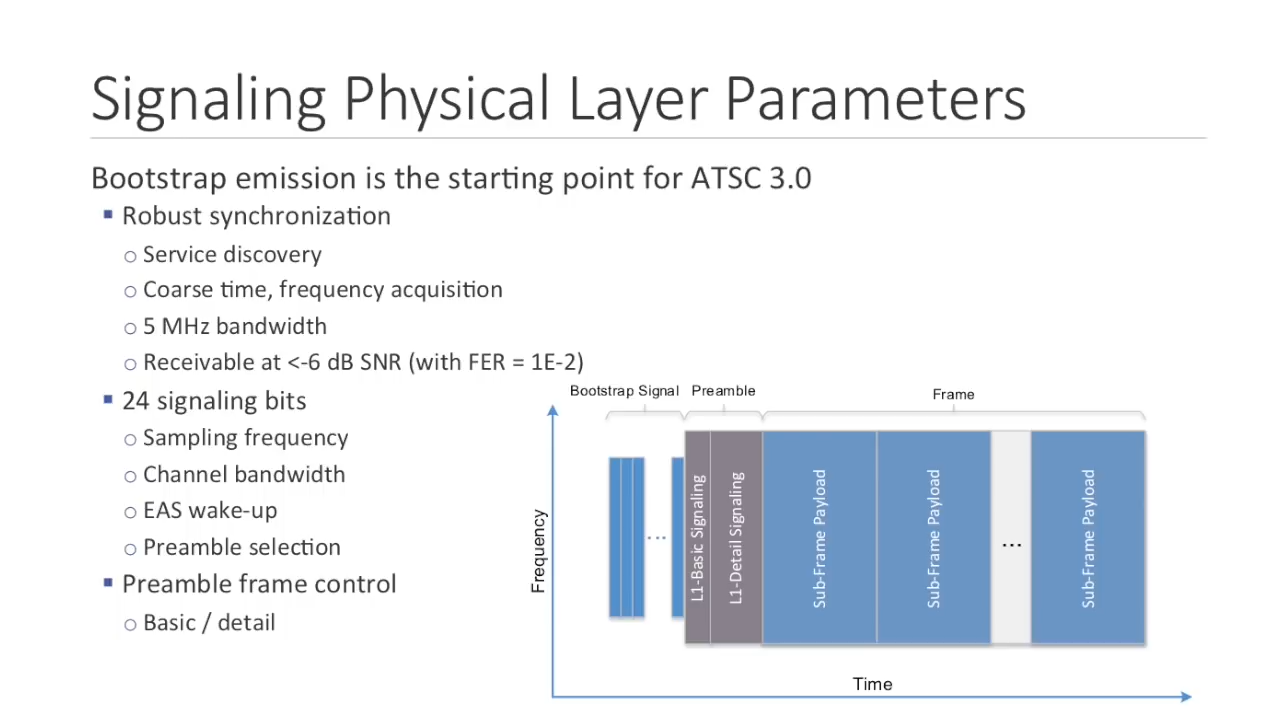 Signaling Physical Layer Parameters
Bootstrap emission is the starting point for ATSC 3.0
▪ Robust synchronization
o Service discovery
o Coarse time, frequency acquisition
o 5 MHz bandwidth
o Receivable at <-6 dB SNR (with FER = 1E-2)
▪ 24 signaling bits
o Sampling frequency
o Channel bandwidth
o EAS wake-up
o Preamble selection
▪ Preamble frame control
o Basic / detail
Bootstrap Signal Preamble Frame
Frequency
...
L1-Basic Signaling
L1-Detail Signaling
Sub-Frame Payload
Sub-Frame Payload
...
Sub-Frame Payload
Time